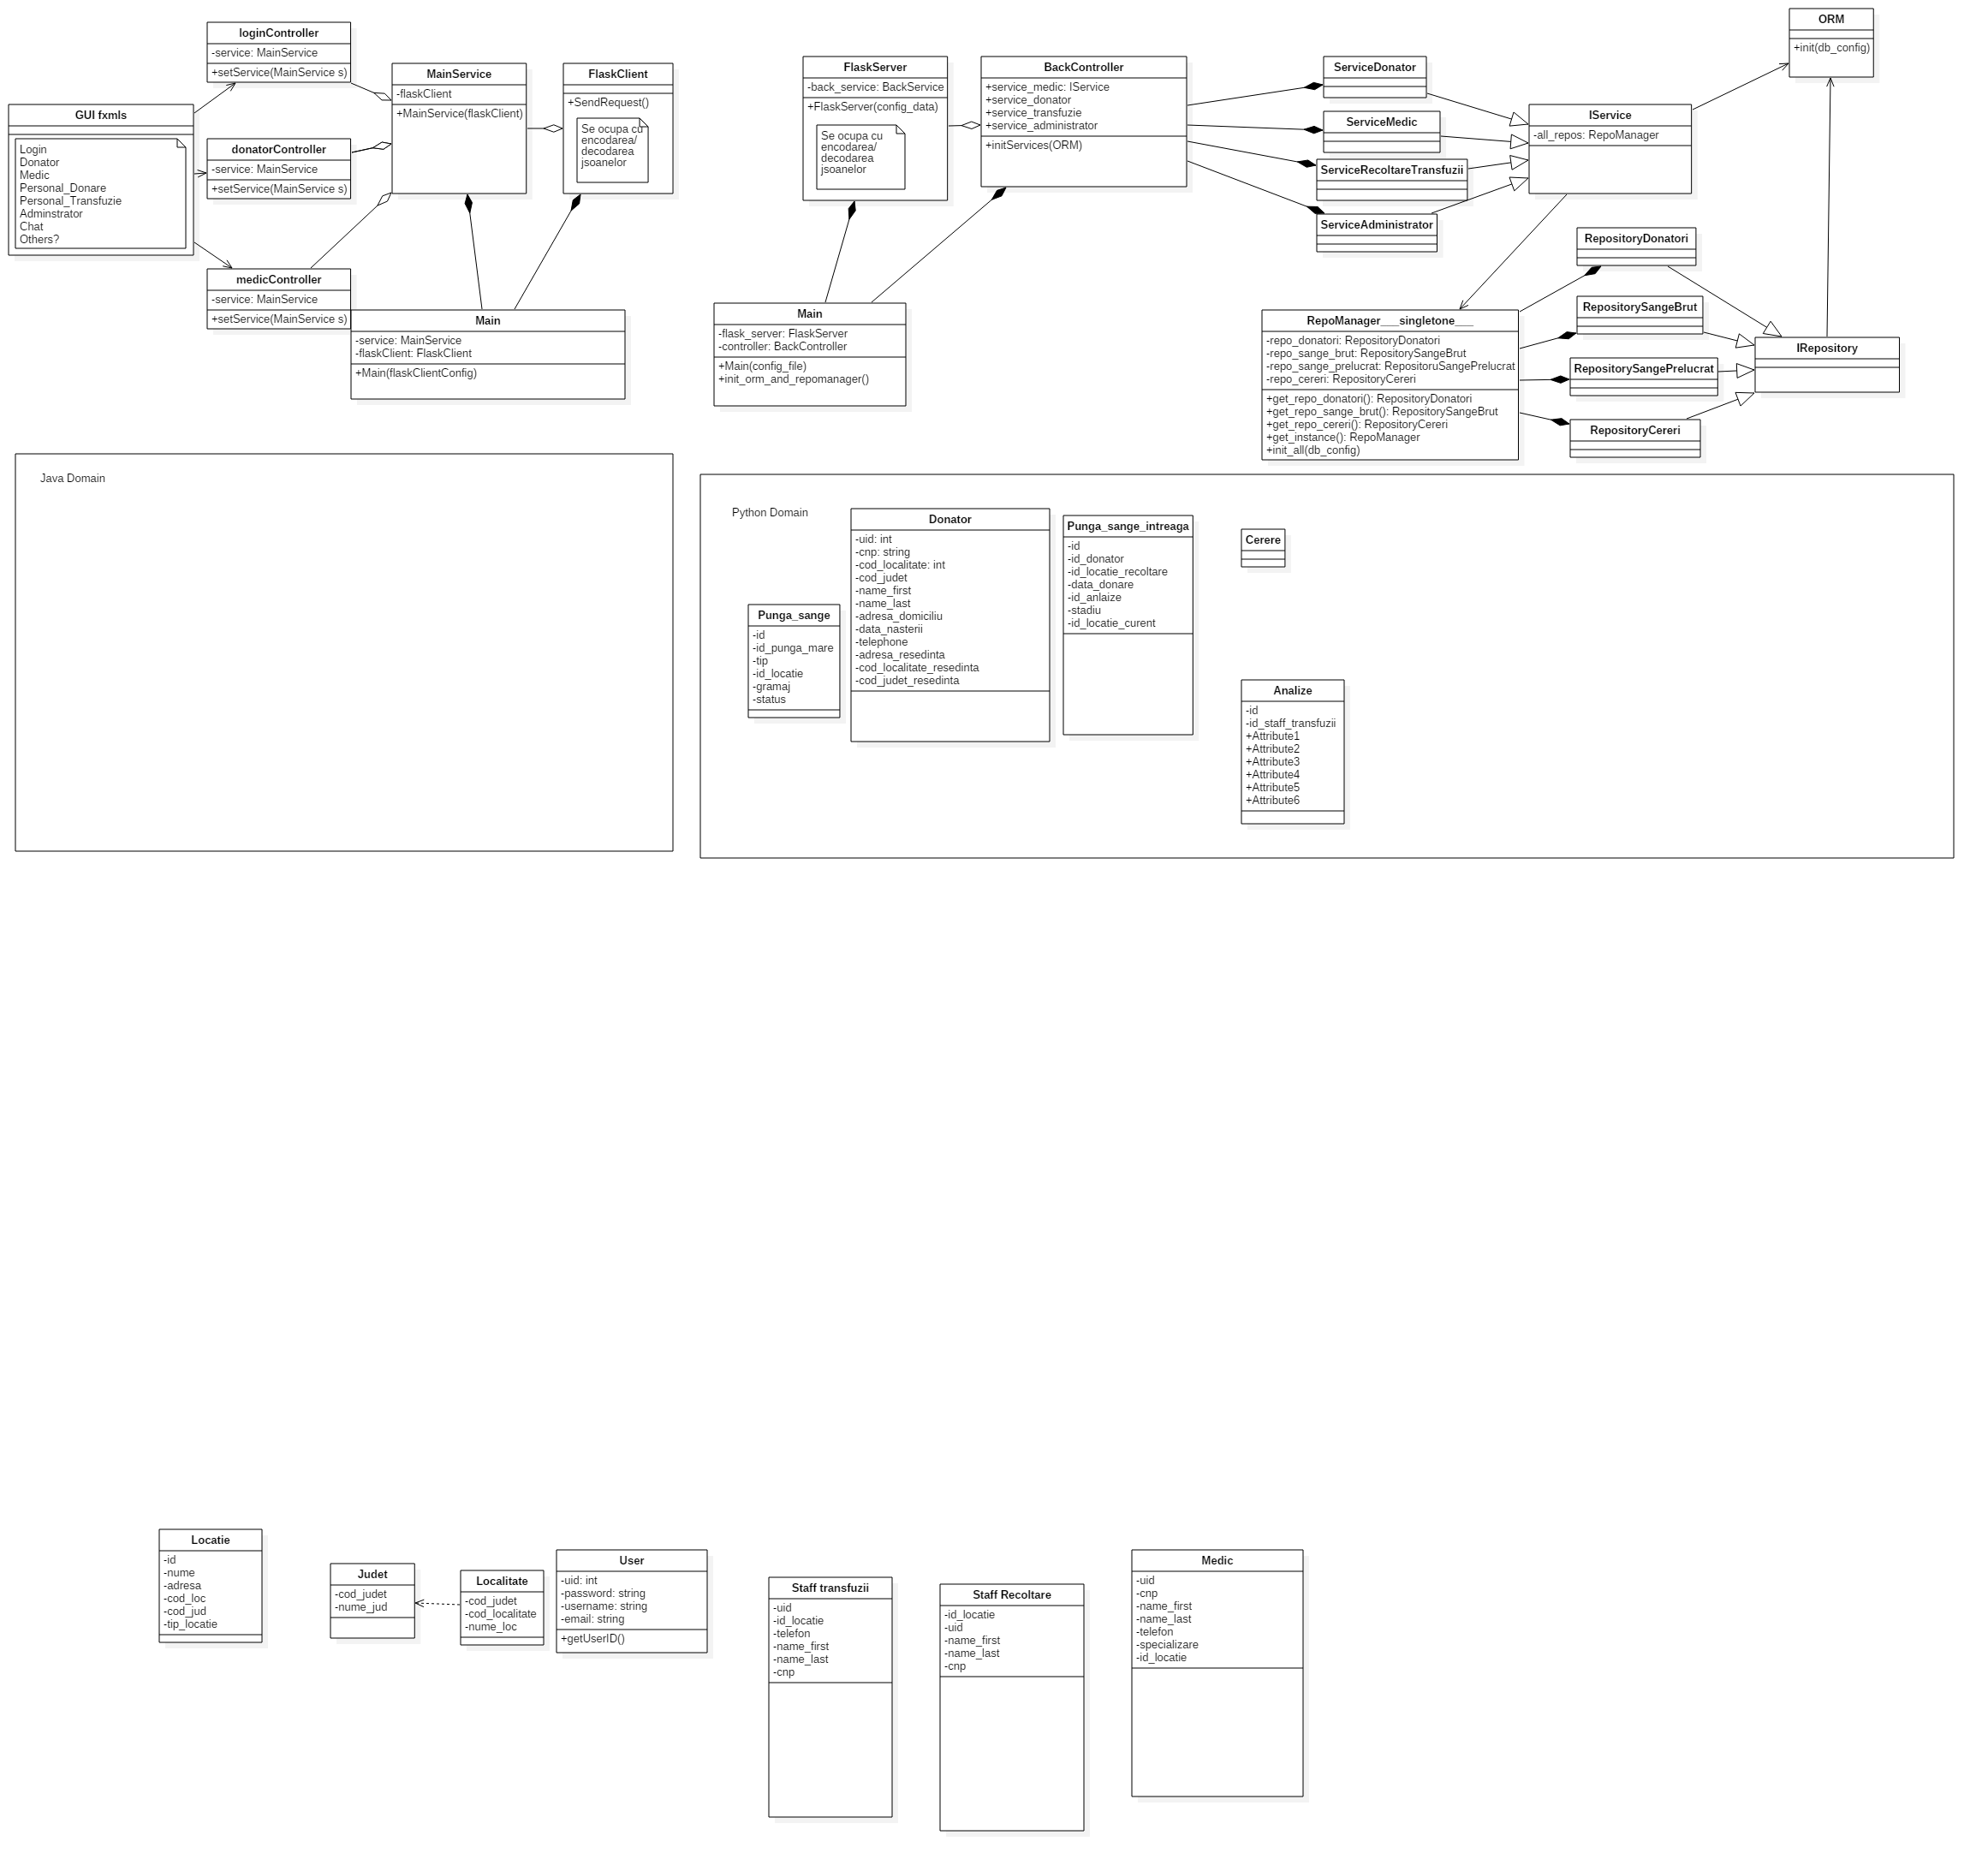 loginController
-service: MainService
+setService(MainService s)
GUI fxmls
Login
Donator
Medic
Personal_Donare
Personal_Transfuzie
Adminstrator
Chat
Others?
donatorController
-service: MainService
+setService(MainService s)
medicController
-service: MainService
+setService(MainService s)
MainService
-flaskClient
+MainService(flaskClient)
FlaskClient
+SendRequest()
Se ocupa cu
encodarea/
decodarea
jsoanelor
Main
-service: MainService
-flaskClient: FlaskClient
+Main(flaskClientConfig)
FlaskServer
-back_service: BackService
+FlaskServer(config_data)
Se ocupa cu
encodarea/
decodarea
jsoanelor
BackController
+service_medic: IService
+service_donator
+service_transfuzie
+service_administrator
+initServices(ORM)
Main
-flask_server: FlaskServer
-controller: BackController
+Main(config_file)
+init_orm_and_repomanager()
ServiceDonator
ServiceMedic
ServiceRecoltareTransfuzii
ServiceAdministrator
IService
-all_repos: RepoManager
ORM
+init(db_config)
RepoManager___singletone___
-repo_donatori: RepositoryDonatori
-repo_sange_brut: RepositorySangeBrut
-repo_sange_prelucrat: RepositoruSangePrelucrat
-repo_cereri: RepositoryCereri
+get_repo_donatori(): RepositoryDonatori
+get_repo_sange_brut(): RepositorySangeBrut
+get_repo_cereri(): RepositoryCereri
+get_instance(): RepoManager
+init_all(db_config)
RepositoryDonatori
RepositorySangeBrut
RepositorySangePrelucrat
RepositoryCereri
IRepository
Java Domain
Python Domain
Punga_sange
-id
-id_punga_mare
-tip
-id_locatie
-gramaj
-status
Donator
-uid: int
-cnp: string
-cod_localitate: int
-cod_judet
-name_first
-name_last
-adresa_domiciliu
-data_nasterii
-telephone
-adresa_resedinta
-cod_localitate_resedinta
-cod_judet_resedinta
Punga_sange_intreaga
-id
-id_donator
-id_locatie_recoltare
-data_donare
-id_anlaize
-stadiu
-id_locatie_curent
Cerere
Analize
-id
-id_staff_transfuzii
+Attribute1
+Attribute2
+Attribute3
+Attribute4
+Attribute5
+Attribute6
Locatie
-id
-nume
-adresa
-cod_loc
-cod_jud
-tip_locatie
Judet
-cod_judet
-nume_jud
Localitate
-cod_judet
-cod_localitate
-nume_loc
User
-uid: int
-password: string
-username: string
-email: string
+getUserID()
Staff transfuzii
-uid
-id_locatie
-telefon
-name_first
-name_last
-cnp
Staff Recoltare
-id_locatie
-uid
-name_first
-name_last
-cnp
Medic
-uid
-cnp
-name_first
-name_last
-telefon
-specializare
-id_locatie